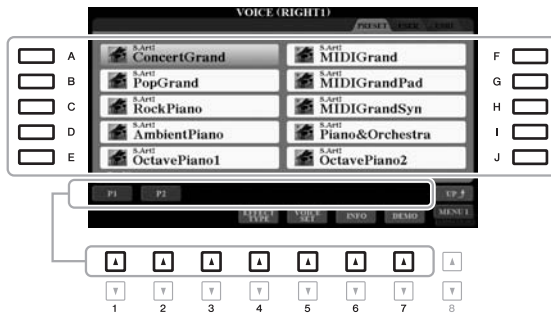 VOICE (RIGHT1)
PRESET USER USB1
A S.Art! ConcertGrand S.Art! MIDIGrand F
B S.Art! PopGrand S.Art! MIDIGrandPad G
C S.Art! RockPiano S.Art! MIDIGrandSyn H
D S.Art! AmbientPiano S.Art! Piano&Orchestra I
E S.Art! OctavePiano1 S.Art! OctavePiano2 J
P1 P2 UP
EFFECT TYPE VOICE SET INFO DEMO MENU 1
1 2 3 4 5 6 7 8